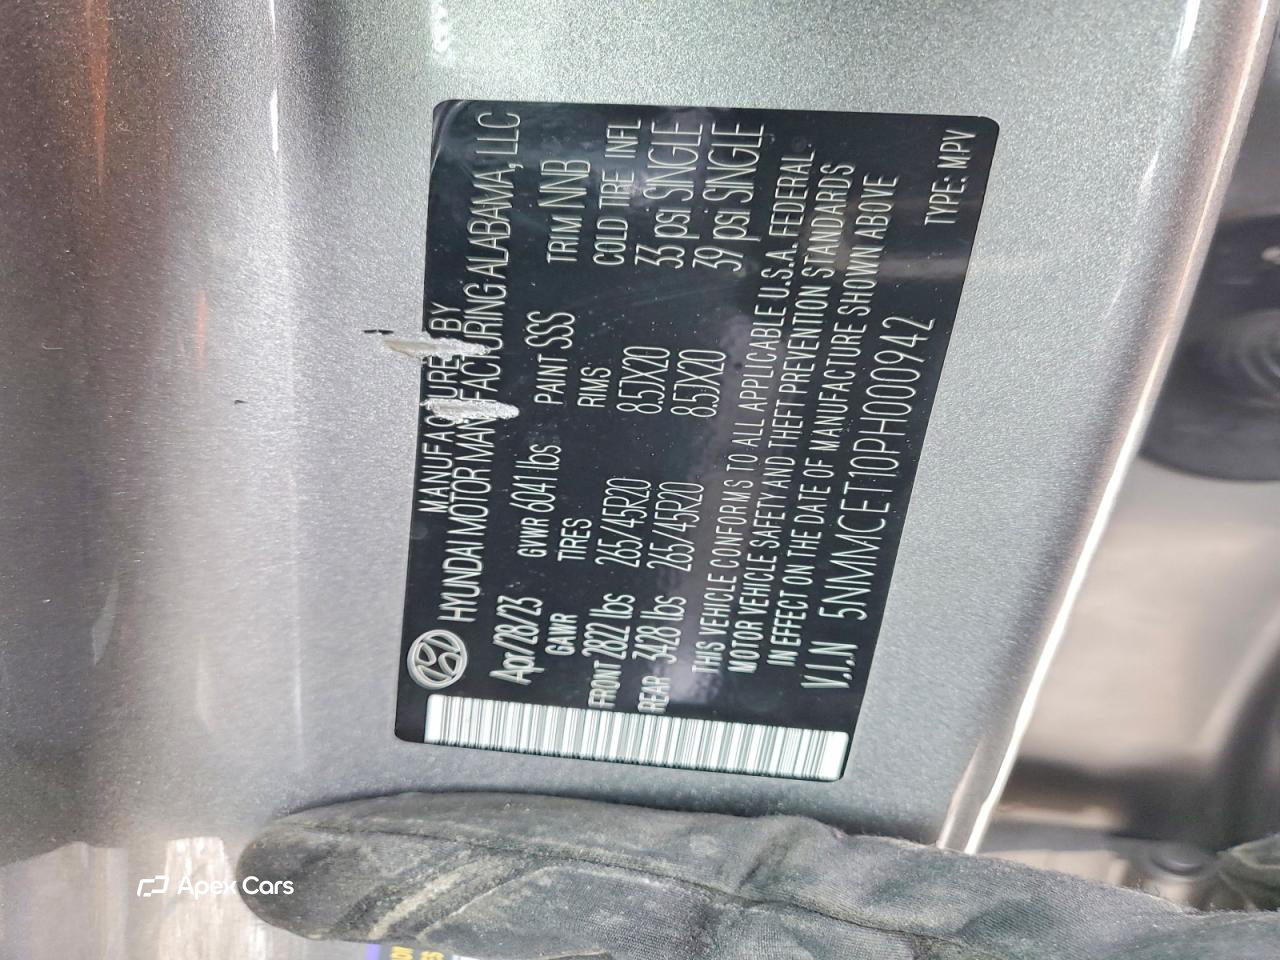 MANUFACTURED BY
HYUNDAI MOTOR MANUFACTURING ALABAMA, LLC
Apr/28/23 GVWR 6041 lbs PAINT SSS TRIM NNB
GAWR TIRES RIMS COLD TIRE INFL
FRONT 2822 lbs 265/45R20 8.5JX20 33 psi SINGLE
REAR 3428 lbs 265/45R20 8.5JX20 39 psi SINGLE
THIS VEHICLE CONFORMS TO ALL APPLICABLE U.S.A. FEDERAL
MOTOR VEHICLE SAFETY AND THEFT PREVENTION STANDARDS
IN EFFECT ON THE DATE OF MANUFACTURE SHOWN ABOVE
V.I.N 5NMMCET10PH000942
TYPE: MPV
Apex Cars